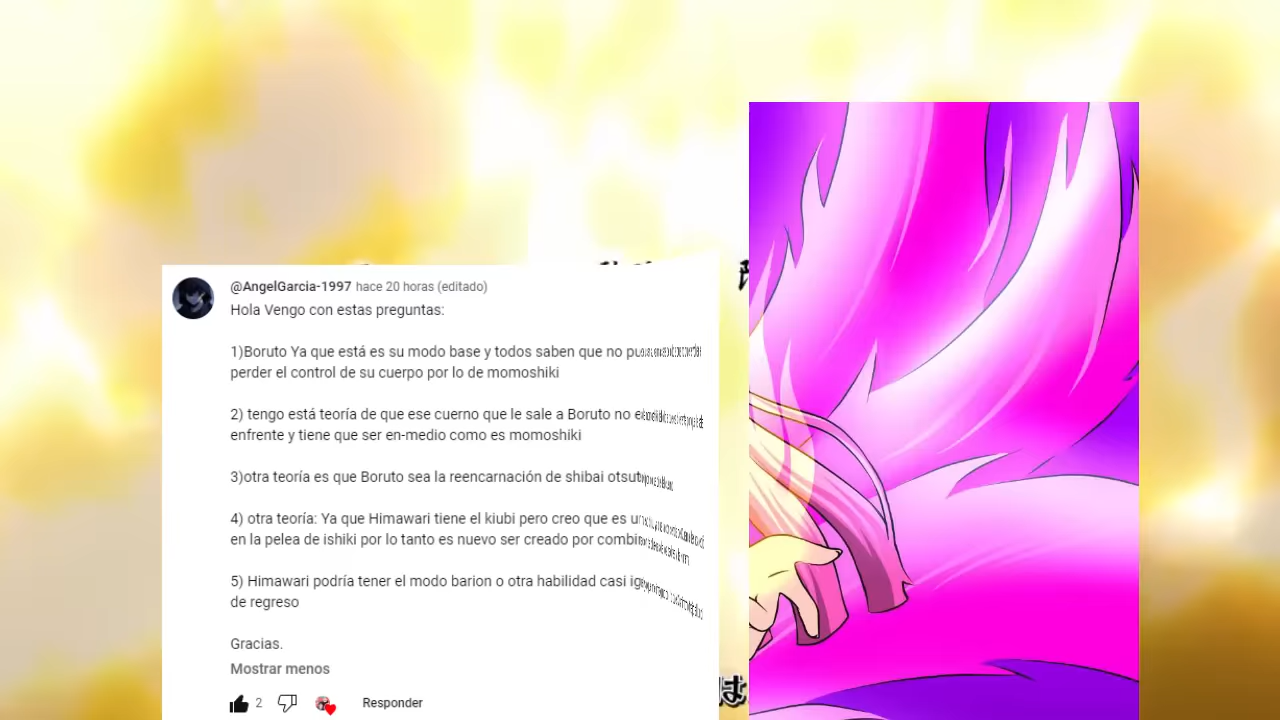 @AngelGarcia-1997 hace 20 horas (editado)
Hola Vengo con estas preguntas:
1)Boruto Ya que está es su modo base y todos saben que no
perder el control de su cuerpo por lo de momoshiki
2) tengo está teoría de que ese cuerno que le sale a Boruto no
enfrente y tiene que ser en-medio como es momoshiki
3)otra teoría es que Boruto sea la reencarnación de shibai
4) otra teoría: Ya que Himawari tiene el kiubi pero creo que es
en la pelea de ishiki por lo tanto es nuevo ser creado por
5) Himawari podría tener el modo barion o otra habilidad casi
de regreso
Gracias.
Mostrar menos
2
Responder
は